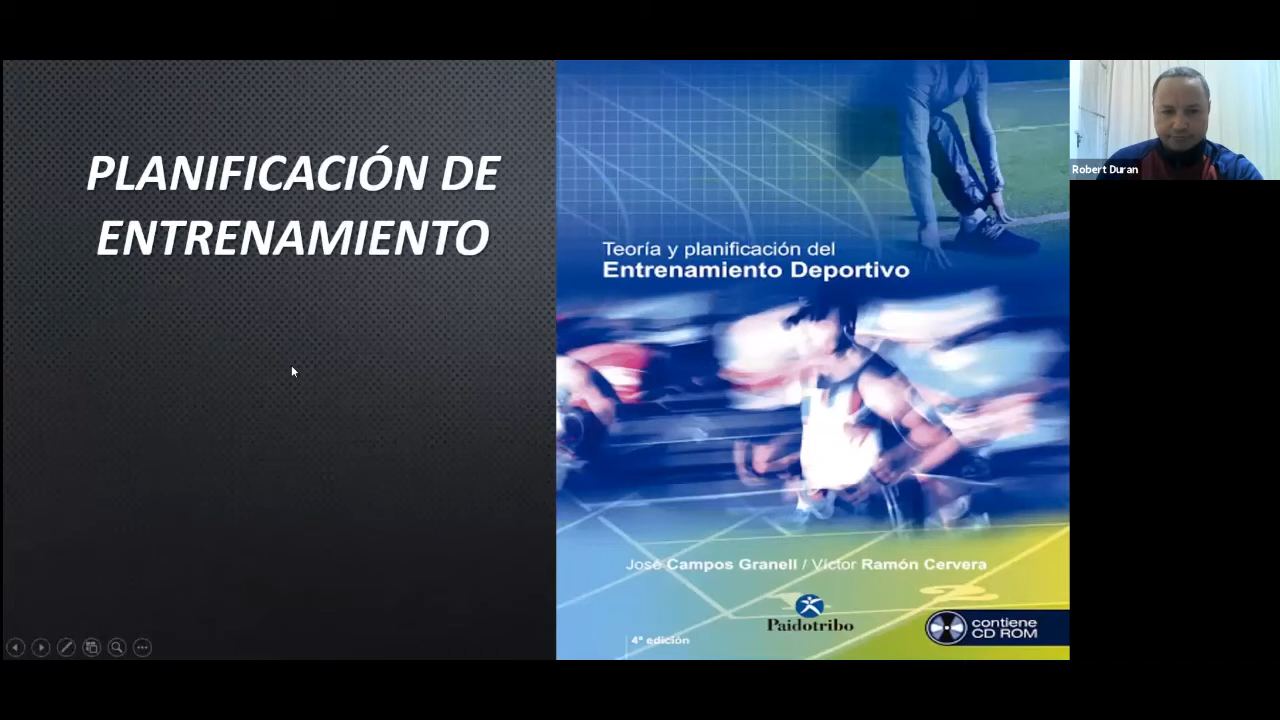 PLANIFICACIÓN DE
ENTRENAMIENTO
Teoría y planificación del
Entrenamiento Deportivo
José Campos Granell / Víctor Ramón Cervera
Paidotribo
4ª edición
contiene
CD ROM
Robert Duran